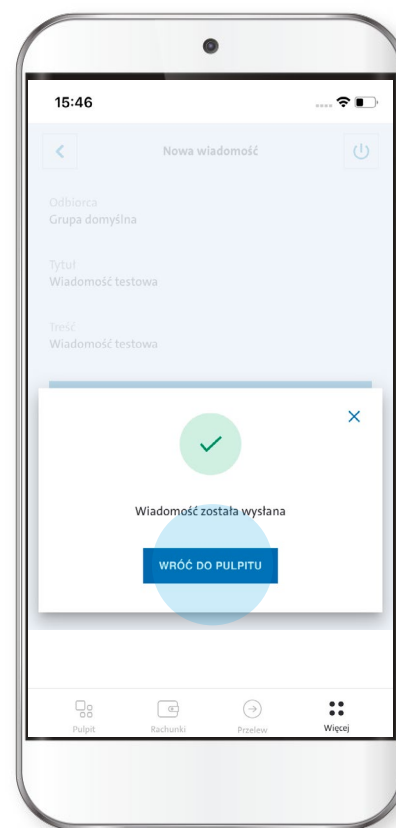 15:46
Nowa wiadomość
Odbiorca
Grupa domyślna
Tytuł
Wiadomość testowa
Treść
Wiadomość testowa
Wiadomość została wysłana
WRÓĆ DO PULPITU
Pulpit
Rachunki
Przelew
Więcej